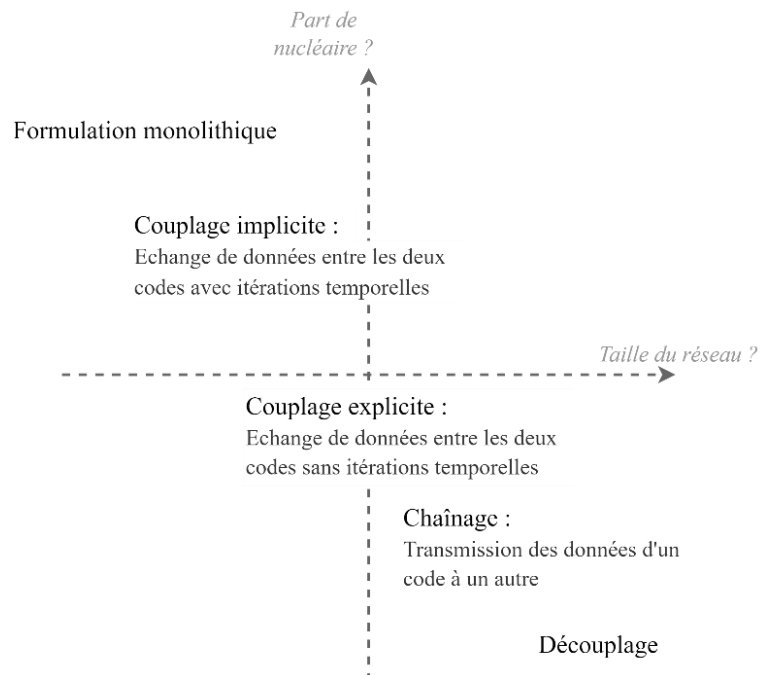 Part de
nucléaire ?
Formulation monolithique
Couplage implicite :
Echange de données entre les deux
codes avec itérations temporelles
Taille du réseau ?
Couplage explicite :
Echange de données entre les deux
codes sans itérations temporelles
Chaînage :
Transmission des données d'un
code à un autre
Découplage